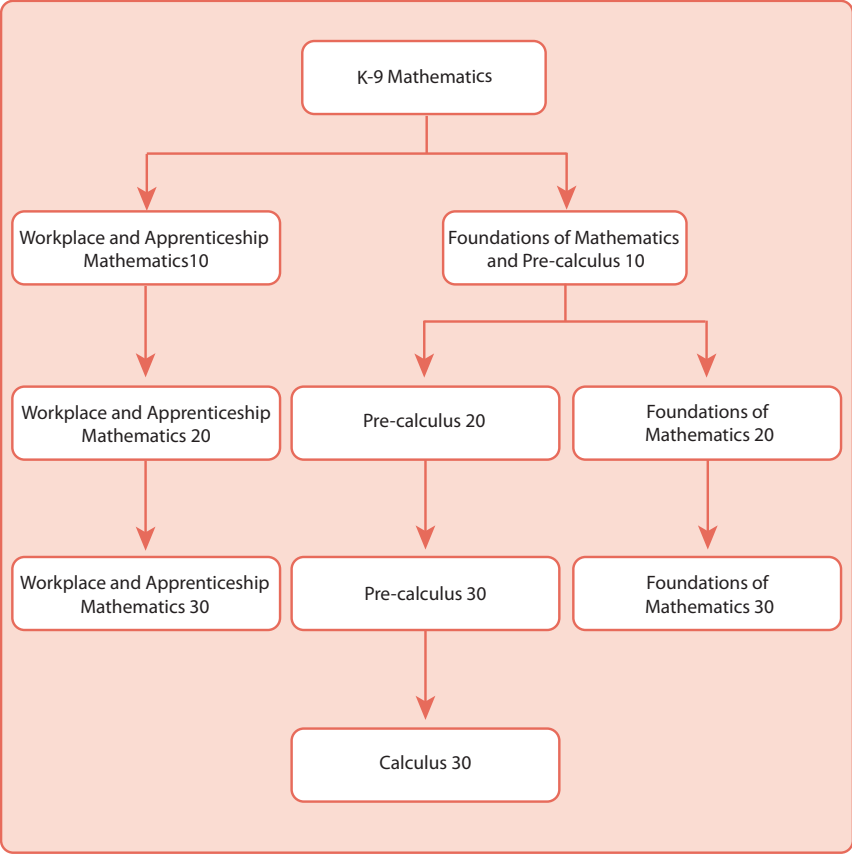 K-9 Mathematics
Workplace and Apprenticeship
Mathematics10
Foundations of Mathematics
and Pre-calculus 10
Workplace and Apprenticeship
Mathematics 20
Pre-calculus 20
Foundations of
Mathematics 20
Workplace and Apprenticeship
Mathematics 30
Pre-calculus 30
Foundations of
Mathematics 30
Calculus 30